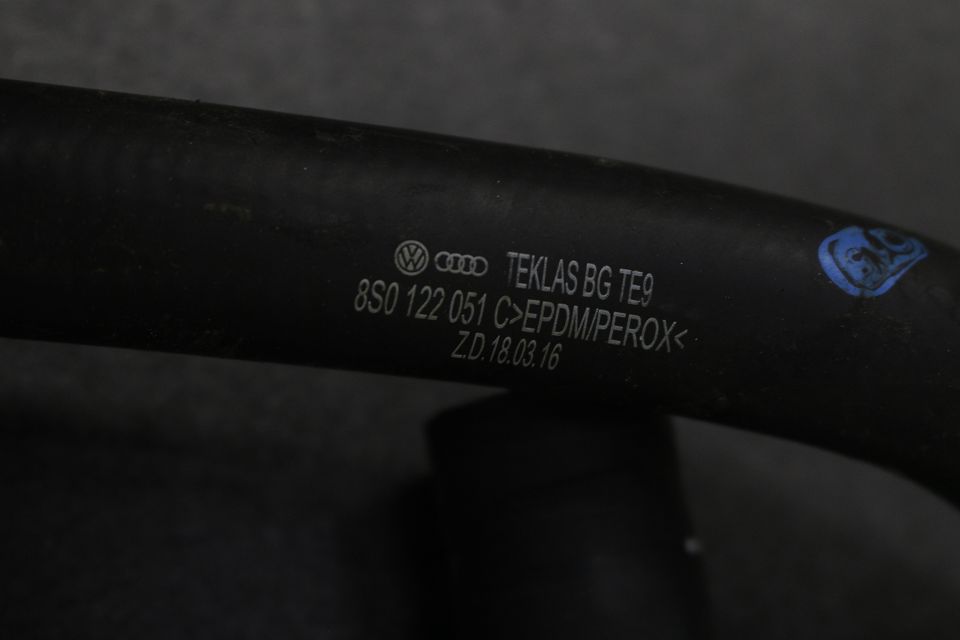 TEKLAS BG TE9
8S0 122 051 C>EPDM/PEROX<
Z.D.18.03.16